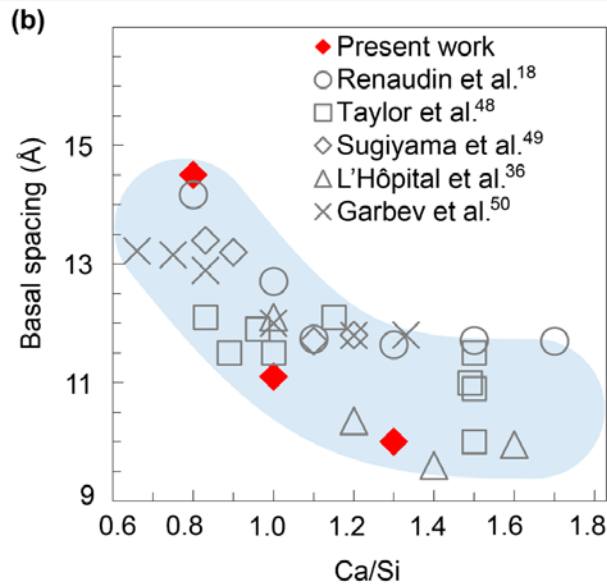 (b)
Present work
Renaudin et al.18
Taylor et al.48
Sugiyama et al.49
L'Hôpital et al.36
Garbev et al.50
Basal spacing (Å)
15
13
11
9
0.6 0.8 1.0 1.2 1.4 1.6 1.8
Ca/Si